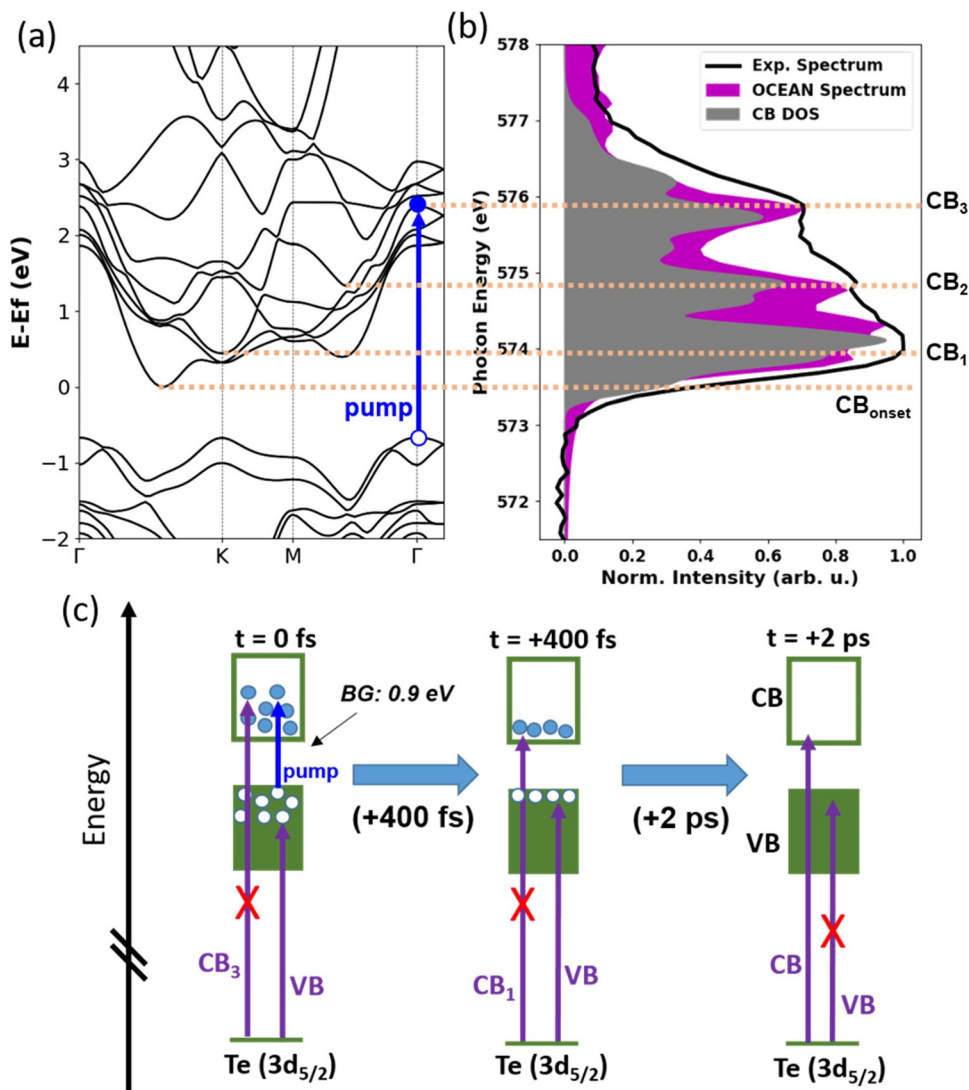 (a)
4
3
2
1
0
−1
−2
E-Ef (eV)
Γ
K
M
Γ
pump
(b)
578
577
576
575
574
573
572
Photon Energy (eV)
0.0
0.2
0.4
0.6
0.8
1.0
Norm. Intensity (arb. u.)
Exp. Spectrum
OCEAN Spectrum
CB DOS
CB₃
CB₂
CB₁
CBonset
(c)
Energy
t = 0 fs
BG: 0.9 eV
pump
CB₃
VB
Te (3d5/2)
(+400 fs)
t = +400 fs
CB₁
VB
Te (3d5/2)
(+2 ps)
t = +2 ps
CB
VB
CB
VB
Te (3d5/2)